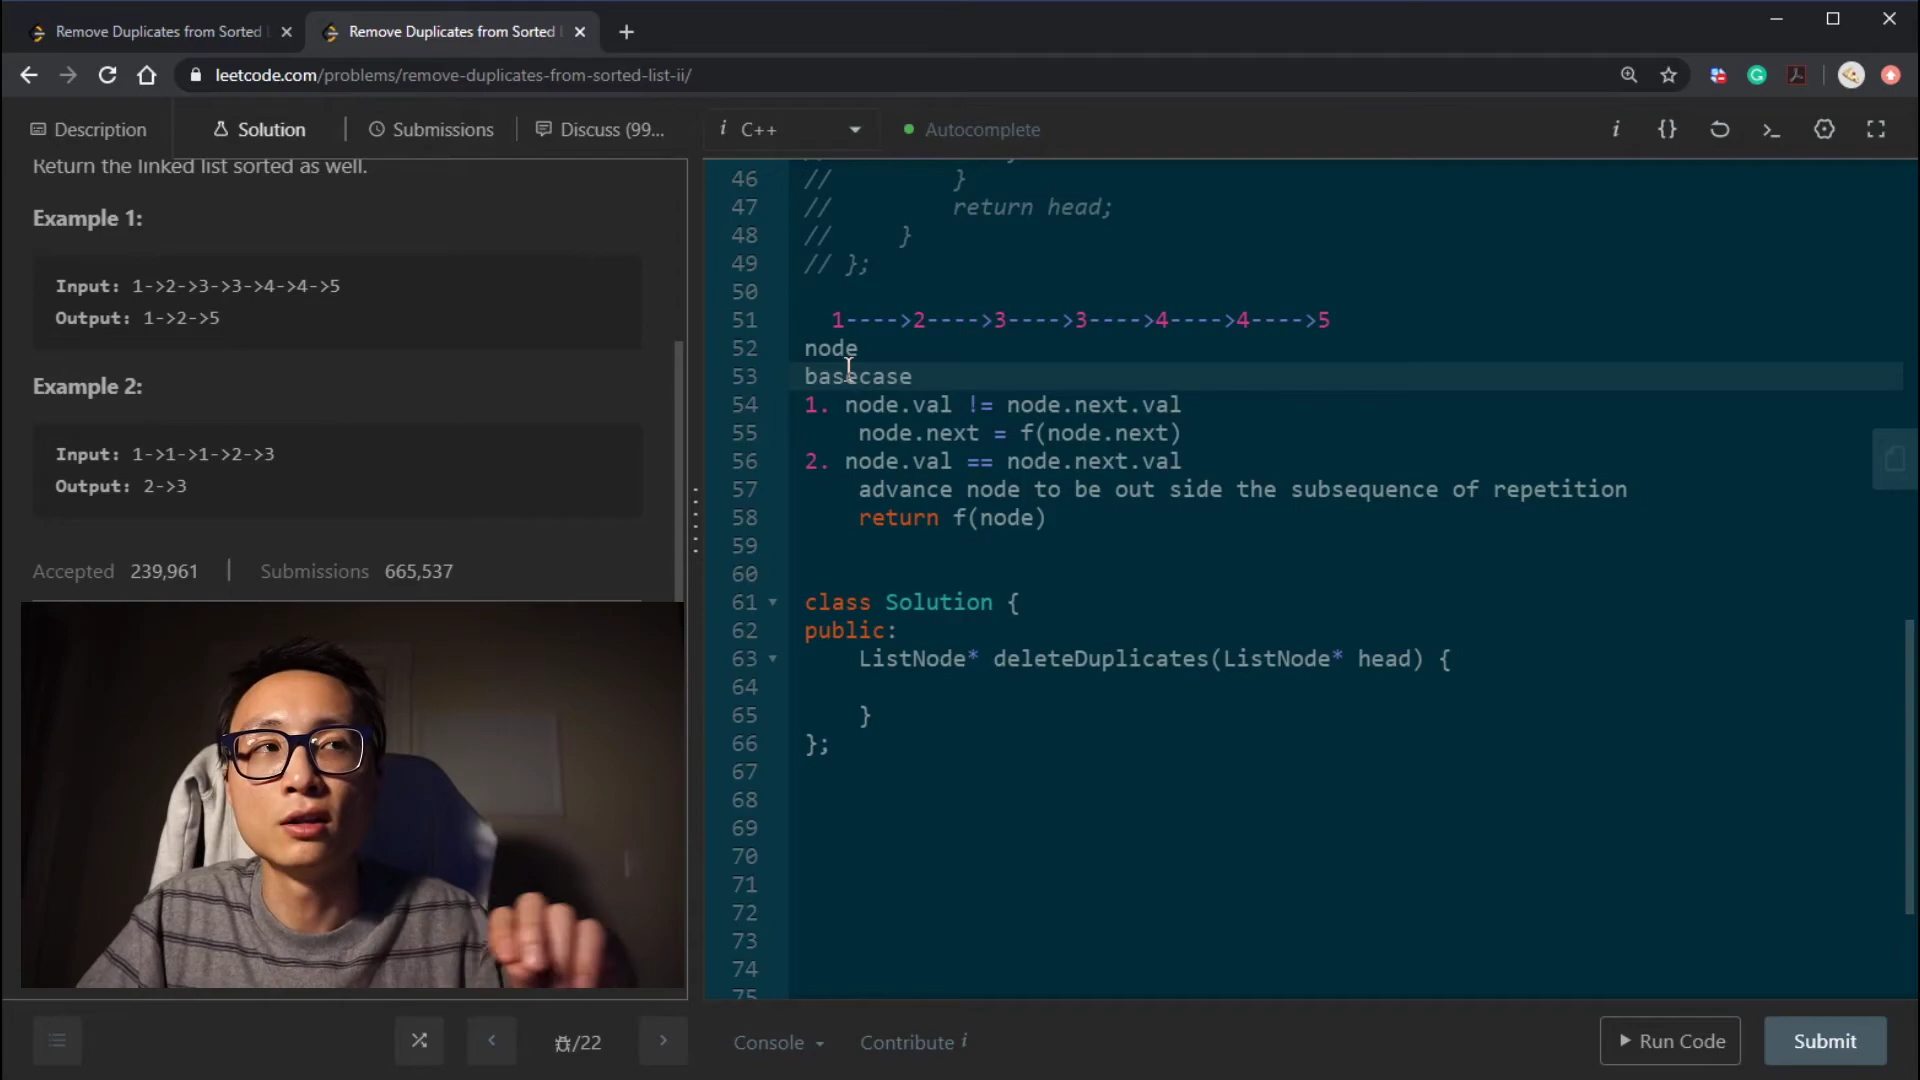 Remove Duplicates from Sorted
Remove Duplicates from Sorted
leetcode.com/problems/remove-duplicates-from-sorted-list-ii/
Description
Solution
Submissions
Discuss (99...
i C++
Autocomplete
Return the linked list sorted as well.
Example 1:
Input: 1->2->3->3->4->4->5
Output: 1->2->5
Example 2:
Input: 1->1->1->2->3
Output: 2->3
Accepted 239,961 | Submissions 665,537
46 // }
47 // return head;
48 // }
49 // };
50
51 1---->2---->3---->3---->4---->4---->5
52 node
53 basecase
54 1. node.val != node.next.val
55 node.next = f(node.next)
56 2. node.val == node.next.val
57 advance node to be out side the subsequence of repetition
58 return f(node)
59
60
61 class Solution {
62 public:
63 ListNode* deleteDuplicates(ListNode* head) {
64
65 }
66 };
67
68
69
70
71
72
73
74
75
/22
Console
Contribute i
Run Code
Submit